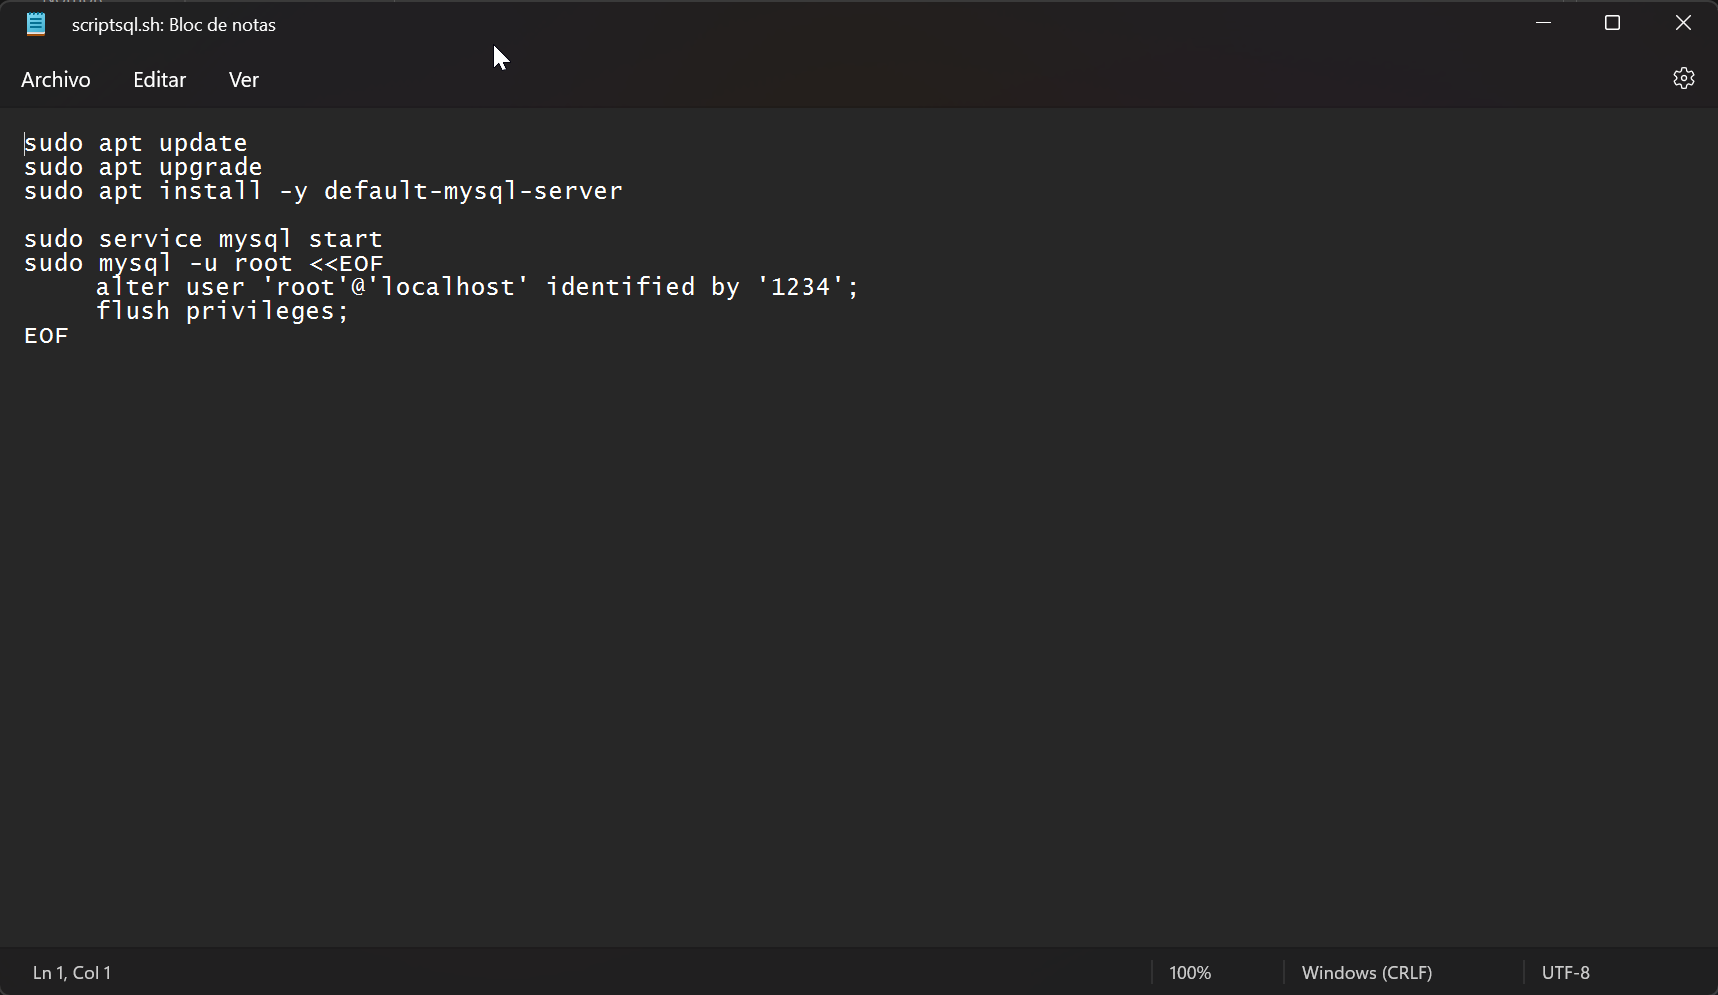 scriptsql.sh: Bloc de notas
Archivo Editar Ver
sudo apt update
sudo apt upgrade
sudo apt install -y default-mysql-server
sudo service mysql start
sudo mysql -u root <<EOF
alter user 'root'@'localhost' identified by '1234';
flush privileges;
EOF
Ln 1, Col 1 100% Windows (CRLF) UTF-8